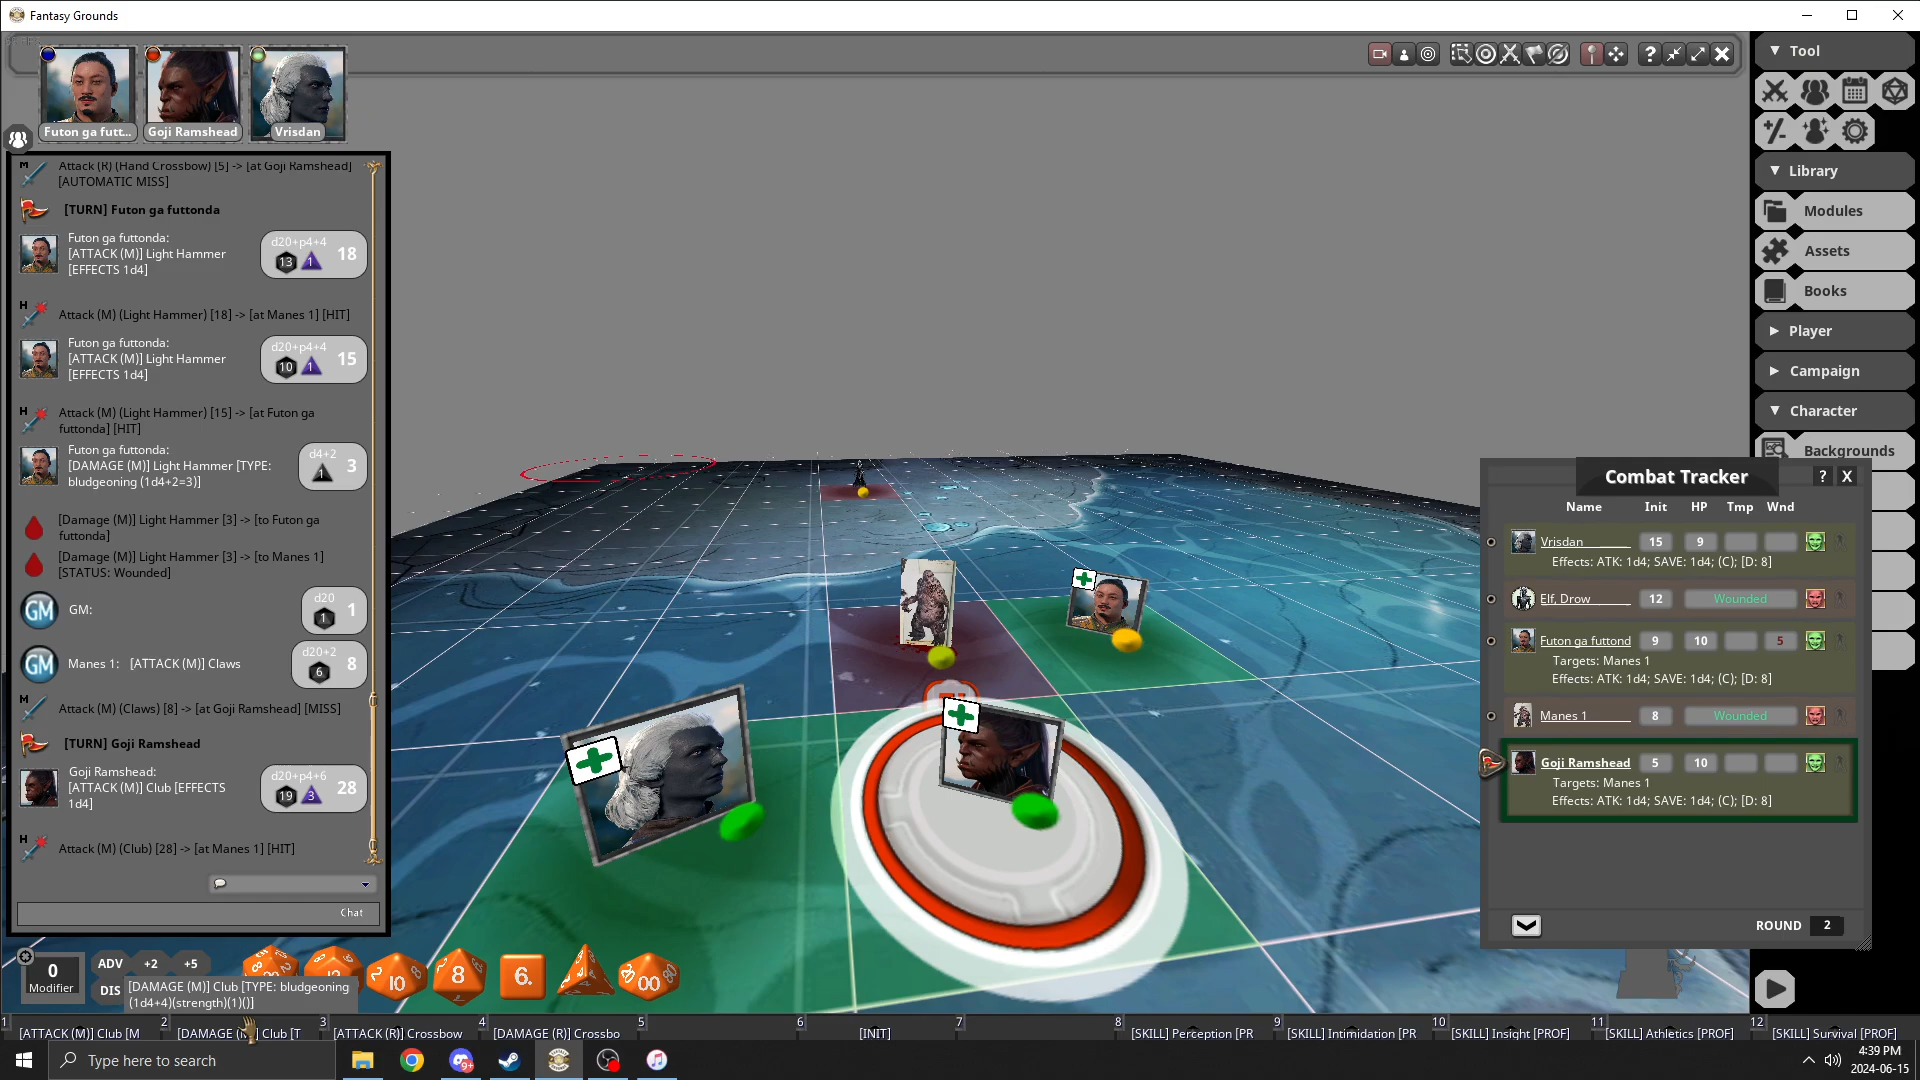 Fantasy Grounds
Futon ga futt...
Goji Ramshead
Vrisdan
M
Attack (R) (Hand Crossbow) [5] -> [at Goji Ramshead]
[AUTOMATIC MISS]
[TURN] Futon ga futtonda
Futon ga futtonda:
[ATTACK (M)] Light Hammer
[EFFECTS 1d4]
d20+p4+4
13 1 18
H
Attack (M) (Light Hammer) [18] -> [at Manes 1] [HIT]
Futon ga futtonda:
[ATTACK (M)] Light Hammer
[EFFECTS 1d4]
d20+p4+4
10 1 15
H
Attack (M) (Light Hammer) [15] -> [at Futon ga
futtonda] [HIT]
Futon ga futtonda:
[DAMAGE (M)] Light Hammer [TYPE:
bludgeoning (1d4+2=3)]
d4+2
1 3
[Damage (M)] Light Hammer [3] -> [to Futon ga
futtonda]
[Damage (M)] Light Hammer [3] -> [to Manes 1]
[STATUS: Wounded]
GM GM:
d20
1 1
GM Manes 1: [ATTACK (M)] Claws
d20+2
6 8
M
Attack (M) (Claws) [8] -> [at Goji Ramshead] [MISS]
[TURN] Goji Ramshead
Goji Ramshead:
[ATTACK (M)] Club [EFFECTS
1d4]
d20+p4+6
19 3 28
H
Attack (M) (Club) [28] -> [at Manes 1] [HIT]
Chat
Tool
Library
Modules
Assets
Books
Player
Campaign
Character
Backgrounds
Combat Tracker
? X
Name Init HP Tmp Wnd
Vrisdan 15 9
Effects: ATK: 1d4; SAVE: 1d4; (C); [D: 8]
Elf, Drow 12 Wounded
Futon ga futtond 9 10 5
Targets: Manes 1
Effects: ATK: 1d4; SAVE: 1d4; (C); [D: 8]
Manes 1 8 Wounded
Goji Ramshead 5 10
Targets: Manes 1
Effects: ATK: 1d4; SAVE: 1d4; (C); [D: 8]
ROUND 2
0
Modifier
ADV +2 +5
DIS
10
8
6.
00
[DAMAGE (M)] Club [TYPE: bludgeoning
(1d4+4)(strength)(1)()]
1 2 3 4 5 6 7 8 9 10 11 12
[ATTACK (M)] Club [M
[DAMAGE (M)] Club [T
[ATTACK (R)] Crossbow
[DAMAGE (R)] Crossbo
[INIT]
[SKILL] Perception [PR
[SKILL] Intimidation [PR
[SKILL] Insight [PROF]
[SKILL] Athletics [PROF]
[SKILL] Survival [PROF]
Type here to search
9+
4:39 PM
2024-06-15